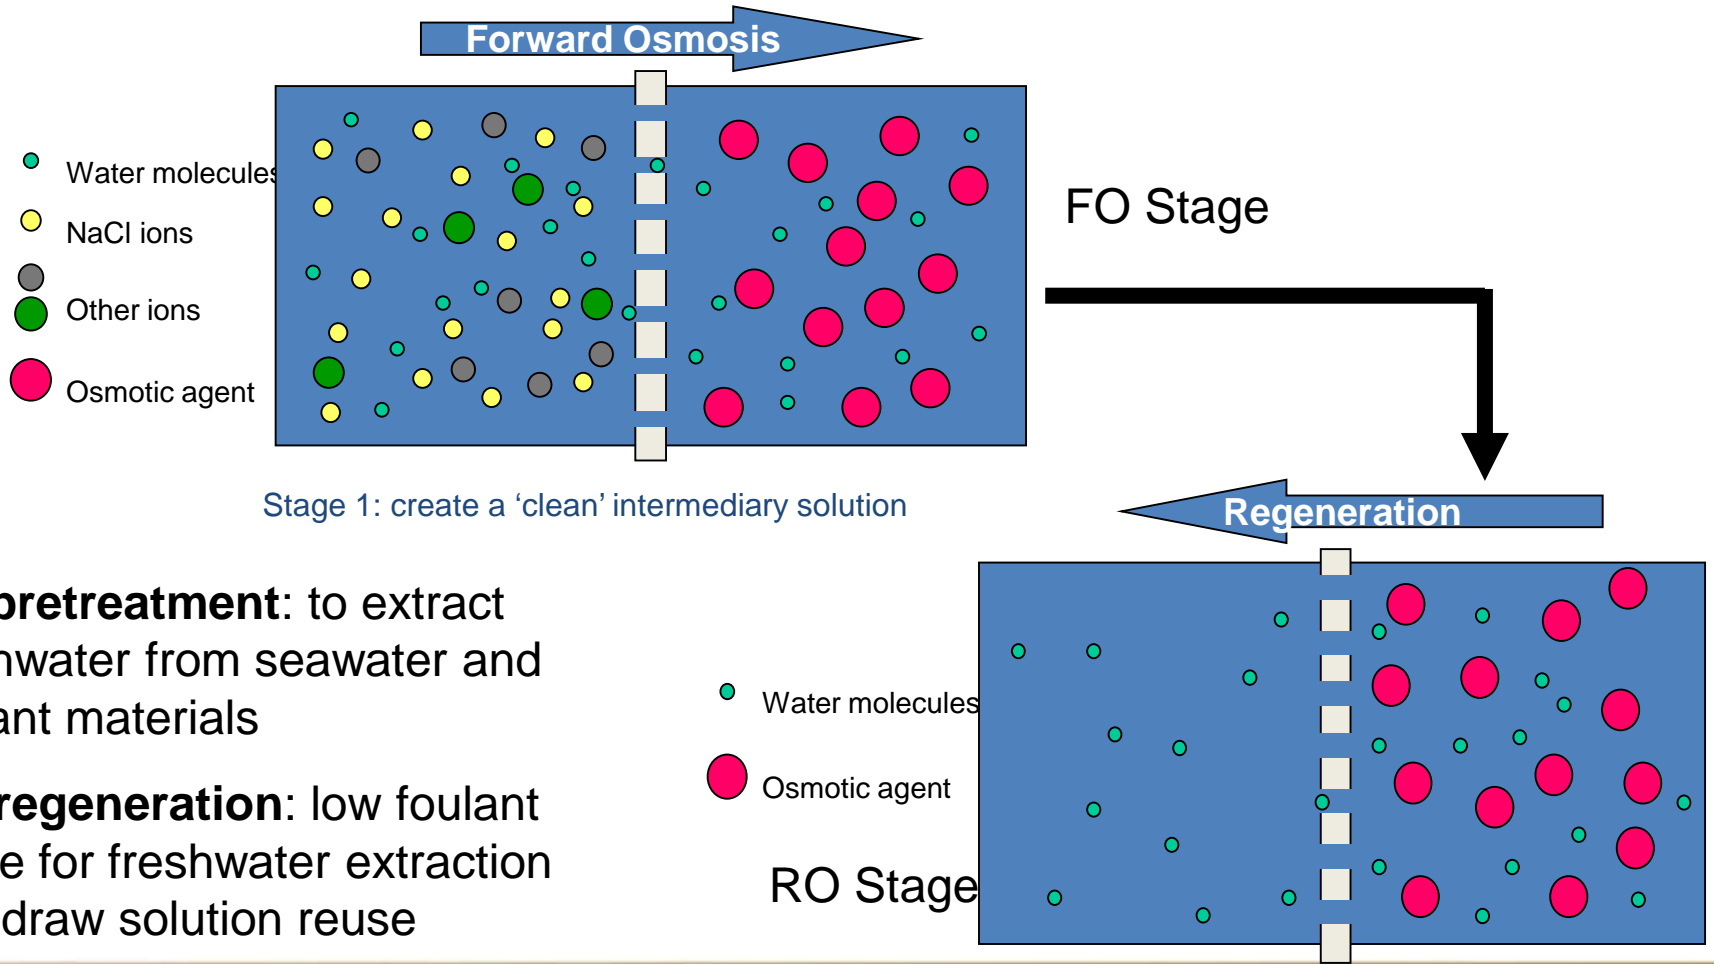 Forward Osmosis
Water molecules
NaCl ions
Other ions
Osmotic agent
FO Stage
Stage 1: create a ‘clean’ intermediary solution
Regeneration
pretreatment: to extract
water from seawater and
materials
regeneration: low foulant
for freshwater extraction
draw solution reuse
Water molecules
Osmotic agent
RO Stage